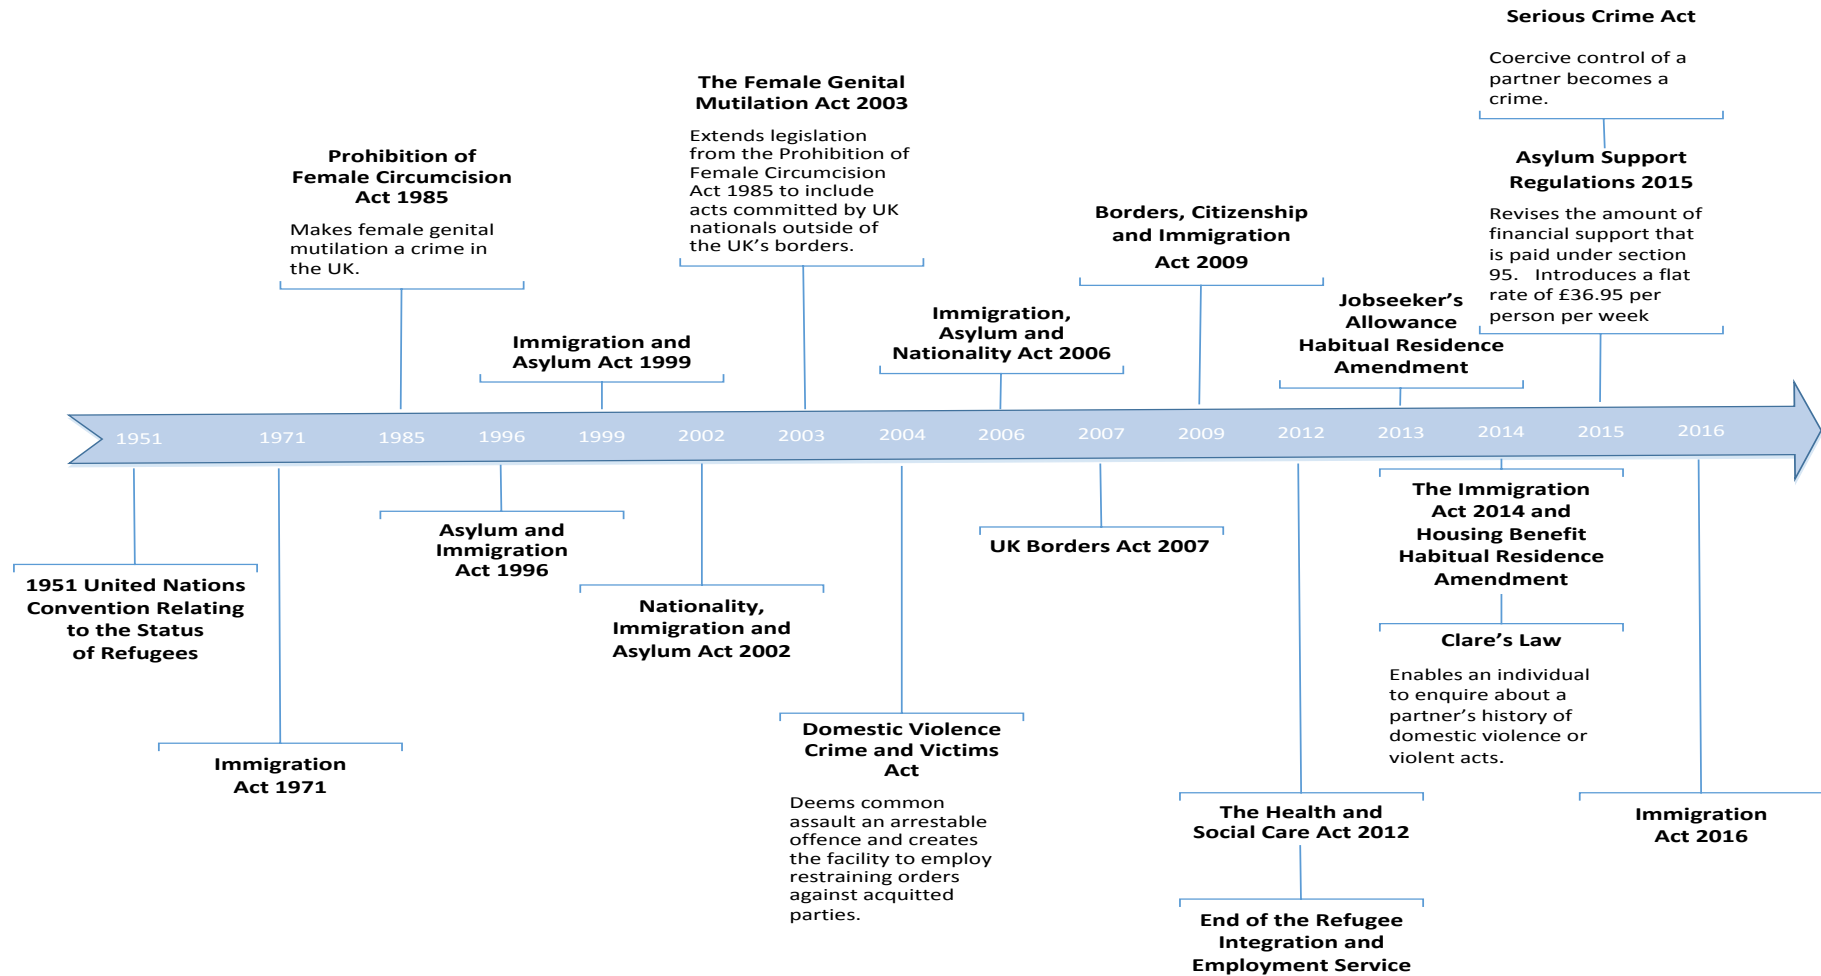 Serious Crime Act
Coercive control of a
partner becomes a
crime.
The Female Genital
Mutilation Act 2003
Extends legislation
from the Prohibition of
Female Circumcision
Act 1985 to include
acts committed by UK
nationals outside of
the UK’s borders.
Prohibition of
Female Circumcision
Act 1985
Makes female genital
mutilation a crime in
the UK.
Asylum Support
Regulations 2015
Revises the amount of
financial support that
is paid under section
95. Introduces a flat
rate of £36.95 per
person per week
Borders, Citizenship
and Immigration
Act 2009
Immigration and
Asylum Act 1999
Immigration,
Asylum and
Nationality Act 2006
Jobseeker’s
Allowance
Habitual Residence
Amendment
1951 1971 1985 1996 1999 2002 2003 2004 2006 2007 2009 2012 2013 2014 2015 2016
1951 United Nations
Convention Relating
to the Status
of Refugees
Immigration
Act 1971
Asylum and
Immigration
Act 1996
Nationality,
Immigration and
Asylum Act 2002
Domestic Violence
Crime and Victims
Act
Deems common
assault an arrestable
offence and creates
the facility to employ
restraining orders
against acquitted
parties.
UK Borders Act 2007
The Health and
Social Care Act 2012
End of the Refugee
Integration and
Employment Service
The Immigration
Act 2014 and
Housing Benefit
Habitual Residence
Amendment
Clare’s Law
Enables an individual
to enquire about a
partner’s history of
domestic violence or
violent acts.
Immigration
Act 2016